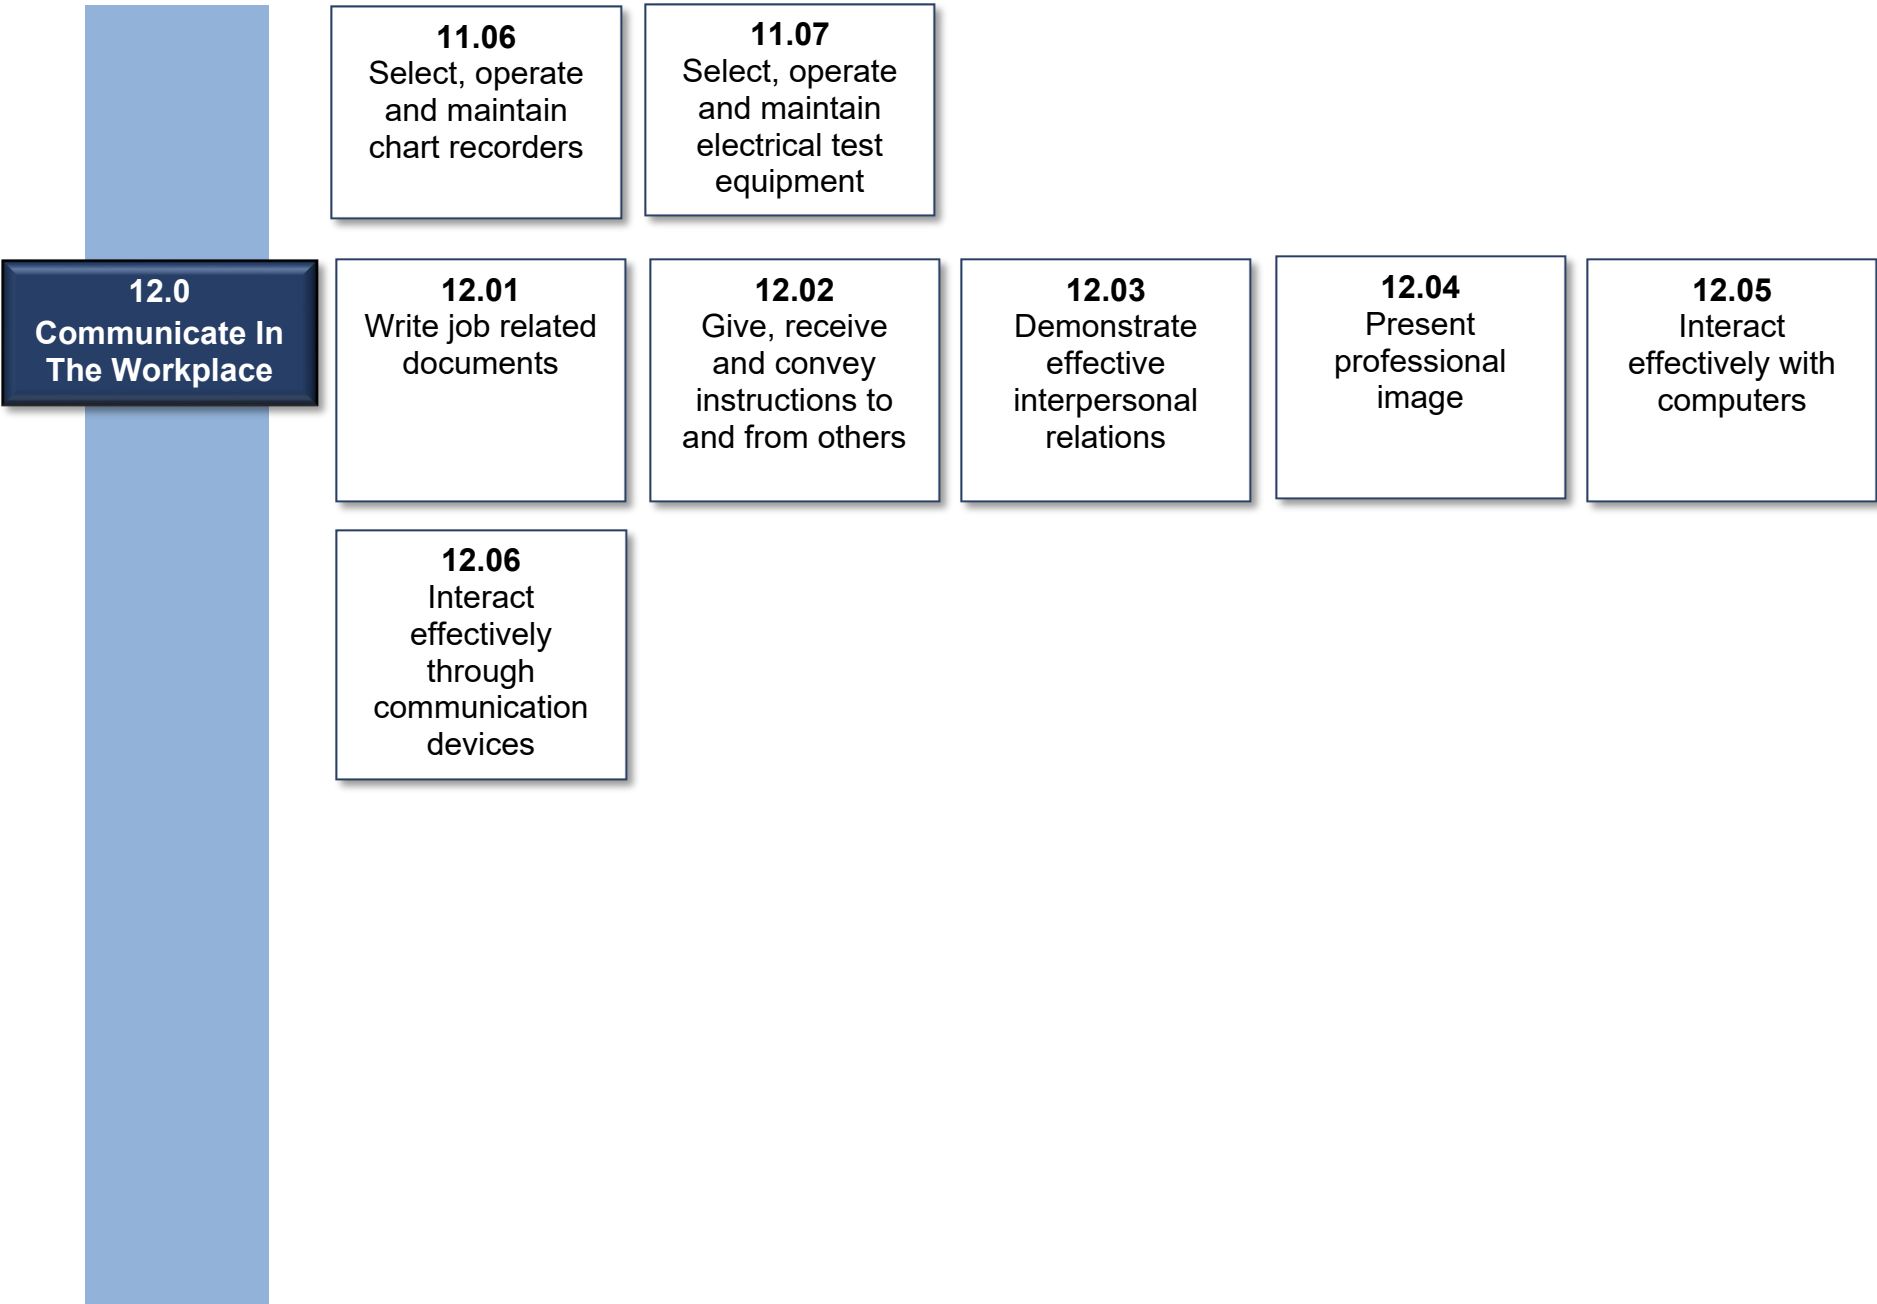 11.06
Select, operate
and maintain
chart recorders
11.07
Select, operate
and maintain
electrical test
equipment
12.0
Communicate In
The Workplace
12.01
Write job related
documents
12.02
Give, receive
and convey
instructions to
and from others
12.03
Demonstrate
effective
interpersonal
relations
12.04
Present
professional
image
12.05
Interact
effectively with
computers
12.06
Interact
effectively
through
communication
devices